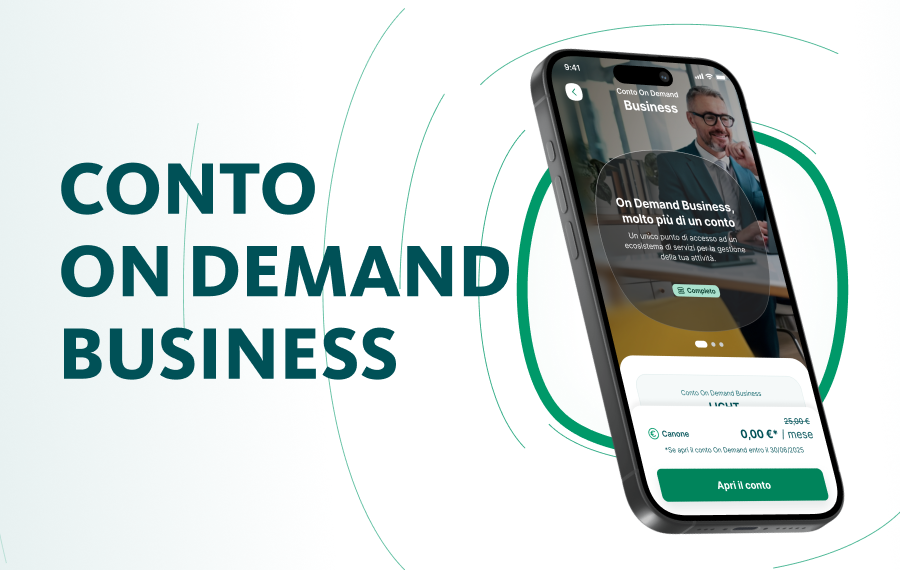 CONTO
ON DEMAND
BUSINESS
9:41
Conto On Demand
Business
On Demand Business,
molto più di un conto
Un unico punto di accesso ad un
ecosistema di servizi per la gestione
della tua attività.
Completo
Conto On Demand Business
LIGHT
25,00 €
Canone
0,00 €* / mese
*Se apri il conto On Demand entro il 30/06/2025
Apri il conto